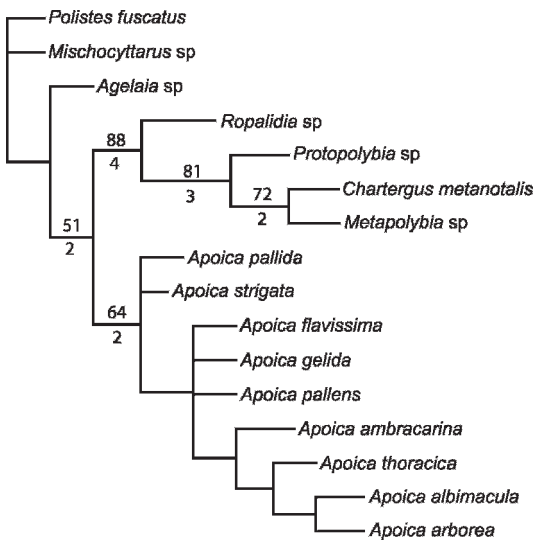 Polistes fuscatus
Mischocyttarus sp
Agelaia sp
88
4
Ropalidia sp
81
3
Protopolybia sp
72
2
Chartergus metanotalis
Metapolybia sp
51
2
Apoica pallida
Apoica strigata
64
2
Apoica flavissima
Apoica gelida
Apoica pallens
Apoica ambracarina
Apoica thoracica
Apoica albimacula
Apoica arborea